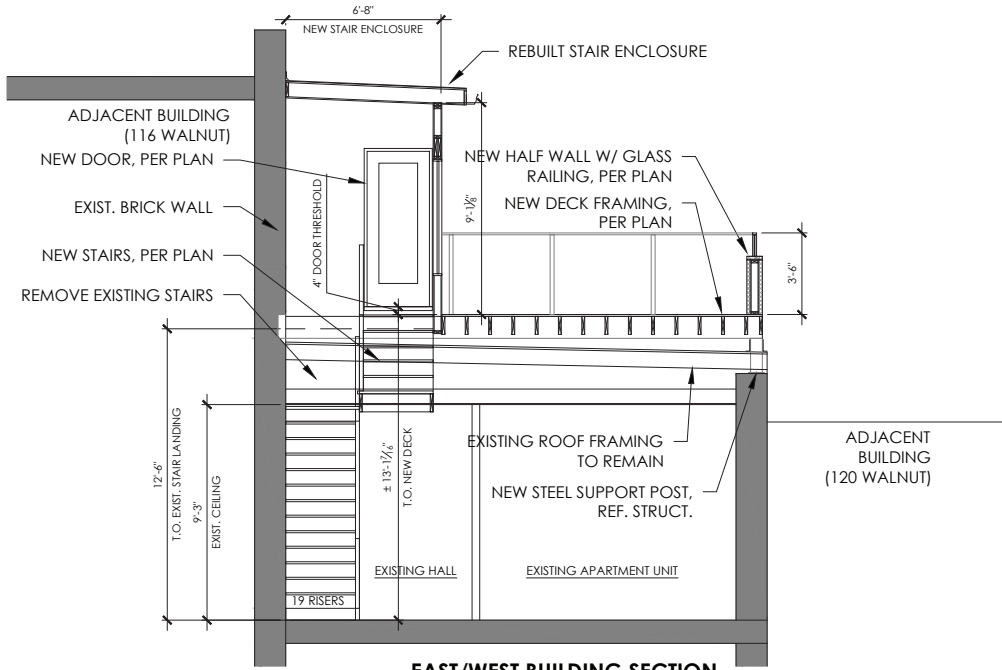 6'-8"
NEW STAIR ENCLOSURE
REBUILT STAIR ENCLOSURE
ADJACENT BUILDING
(116 WALNUT)
NEW DOOR, PER PLAN
EXIST. BRICK WALL
NEW STAIRS, PER PLAN
REMOVE EXISTING STAIRS
4" DOOR THRESHOLD
9'-1⅛"
NEW HALF WALL W/ GLASS
RAILING, PER PLAN
NEW DECK FRAMING,
PER PLAN
3'-6"
12'-6"
T.O. EXIST. STAIR LANDING
9'-3"
EXIST. CEILING
± 13'-1 7/16"
T.O. NEW DECK
EXISTING ROOF FRAMING
TO REMAIN
NEW STEEL SUPPORT POST,
REF. STRUCT.
ADJACENT
BUILDING
(120 WALNUT)
EXISTING HALL
EXISTING APARTMENT UNIT
19 RISERS
EAST/WEST BUILDING SECTION